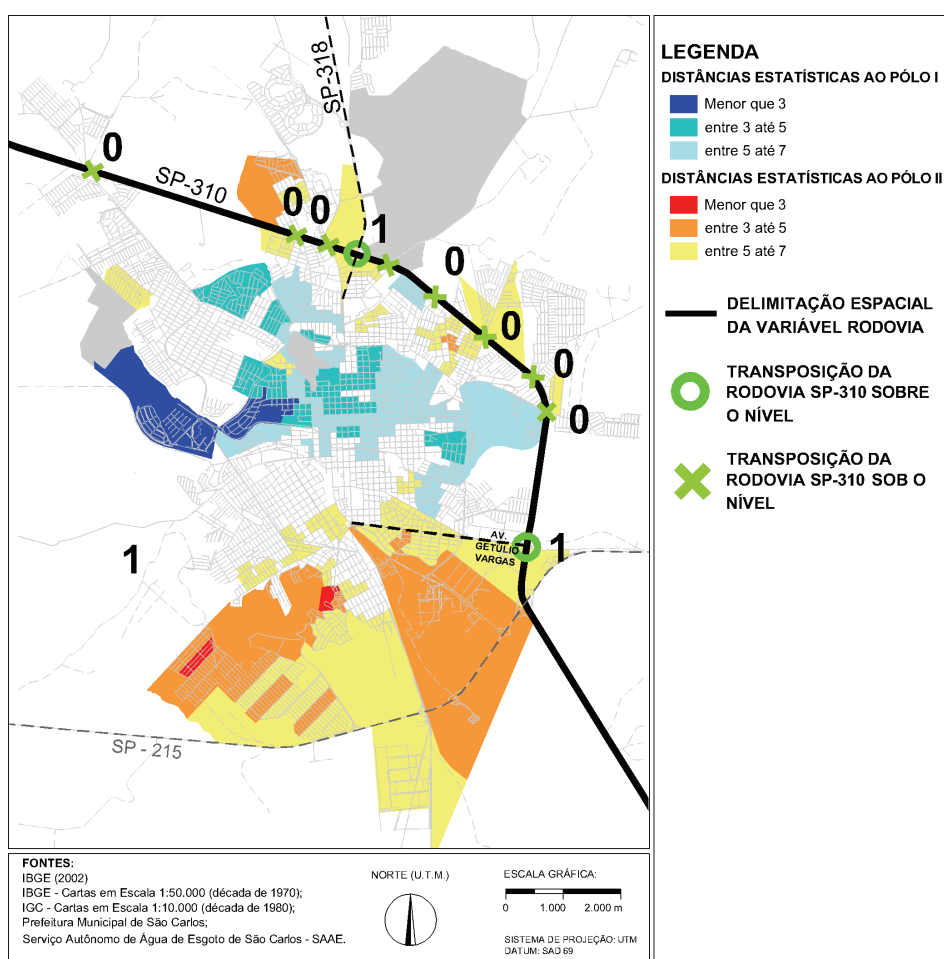 SP-318
0
SP-310
0 0
1
0
0
0
0
AV.
GETÚLIO
VARGAS
1
1
SP - 215
LEGENDA
DISTÂNCIAS ESTATÍSTICAS AO PÓLO I
Menor que 3
entre 3 até 5
entre 5 até 7
DISTÂNCIAS ESTATÍSTICAS AO PÓLO II
Menor que 3
entre 3 até 5
entre 5 até 7
DELIMITAÇÃO ESPACIAL
DA VARIÁVEL RODOVIA
TRANSPOSIÇÃO DA
RODOVIA SP-310 SOBRE
O NÍVEL
TRANSPOSIÇÃO DA
RODOVIA SP-310 SOB O
NÍVEL
FONTES:
IBGE (2002)
IBGE - Cartas em Escala 1:50.000 (década de 1970);
IGC - Cartas em Escala 1:10.000 (década de 1980);
Prefeitura Municipal de São Carlos;
Serviço Autônomo de Água de Esgoto de São Carlos - SAAE.
NORTE (U.T.M.)
ESCALA GRÁFICA:
0 1.000 2.000 m
SISTEMA DE PROJEÇÃO: UTM
DATUM: SAD 69